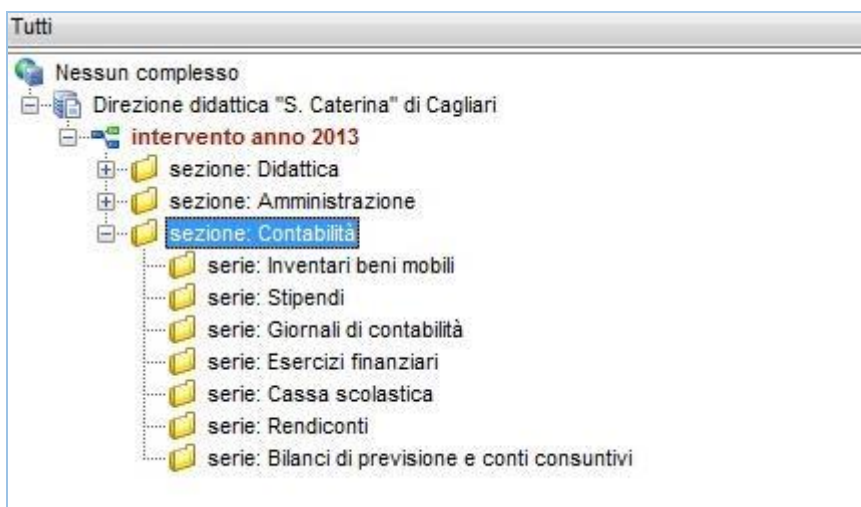 Tutti
Nessun complesso
Direzione didattica "S. Caterina" di Cagliari
intervento anno 2013
sezione: Didattica
sezione: Amministrazione
sezione: Contabilità
serie: Inventari beni mobili
serie: Stipendi
serie: Giornali di contabilità
serie: Esercizi finanziari
serie: Cassa scolastica
serie: Rendiconti
serie: Bilanci di previsione e conti consuntivi